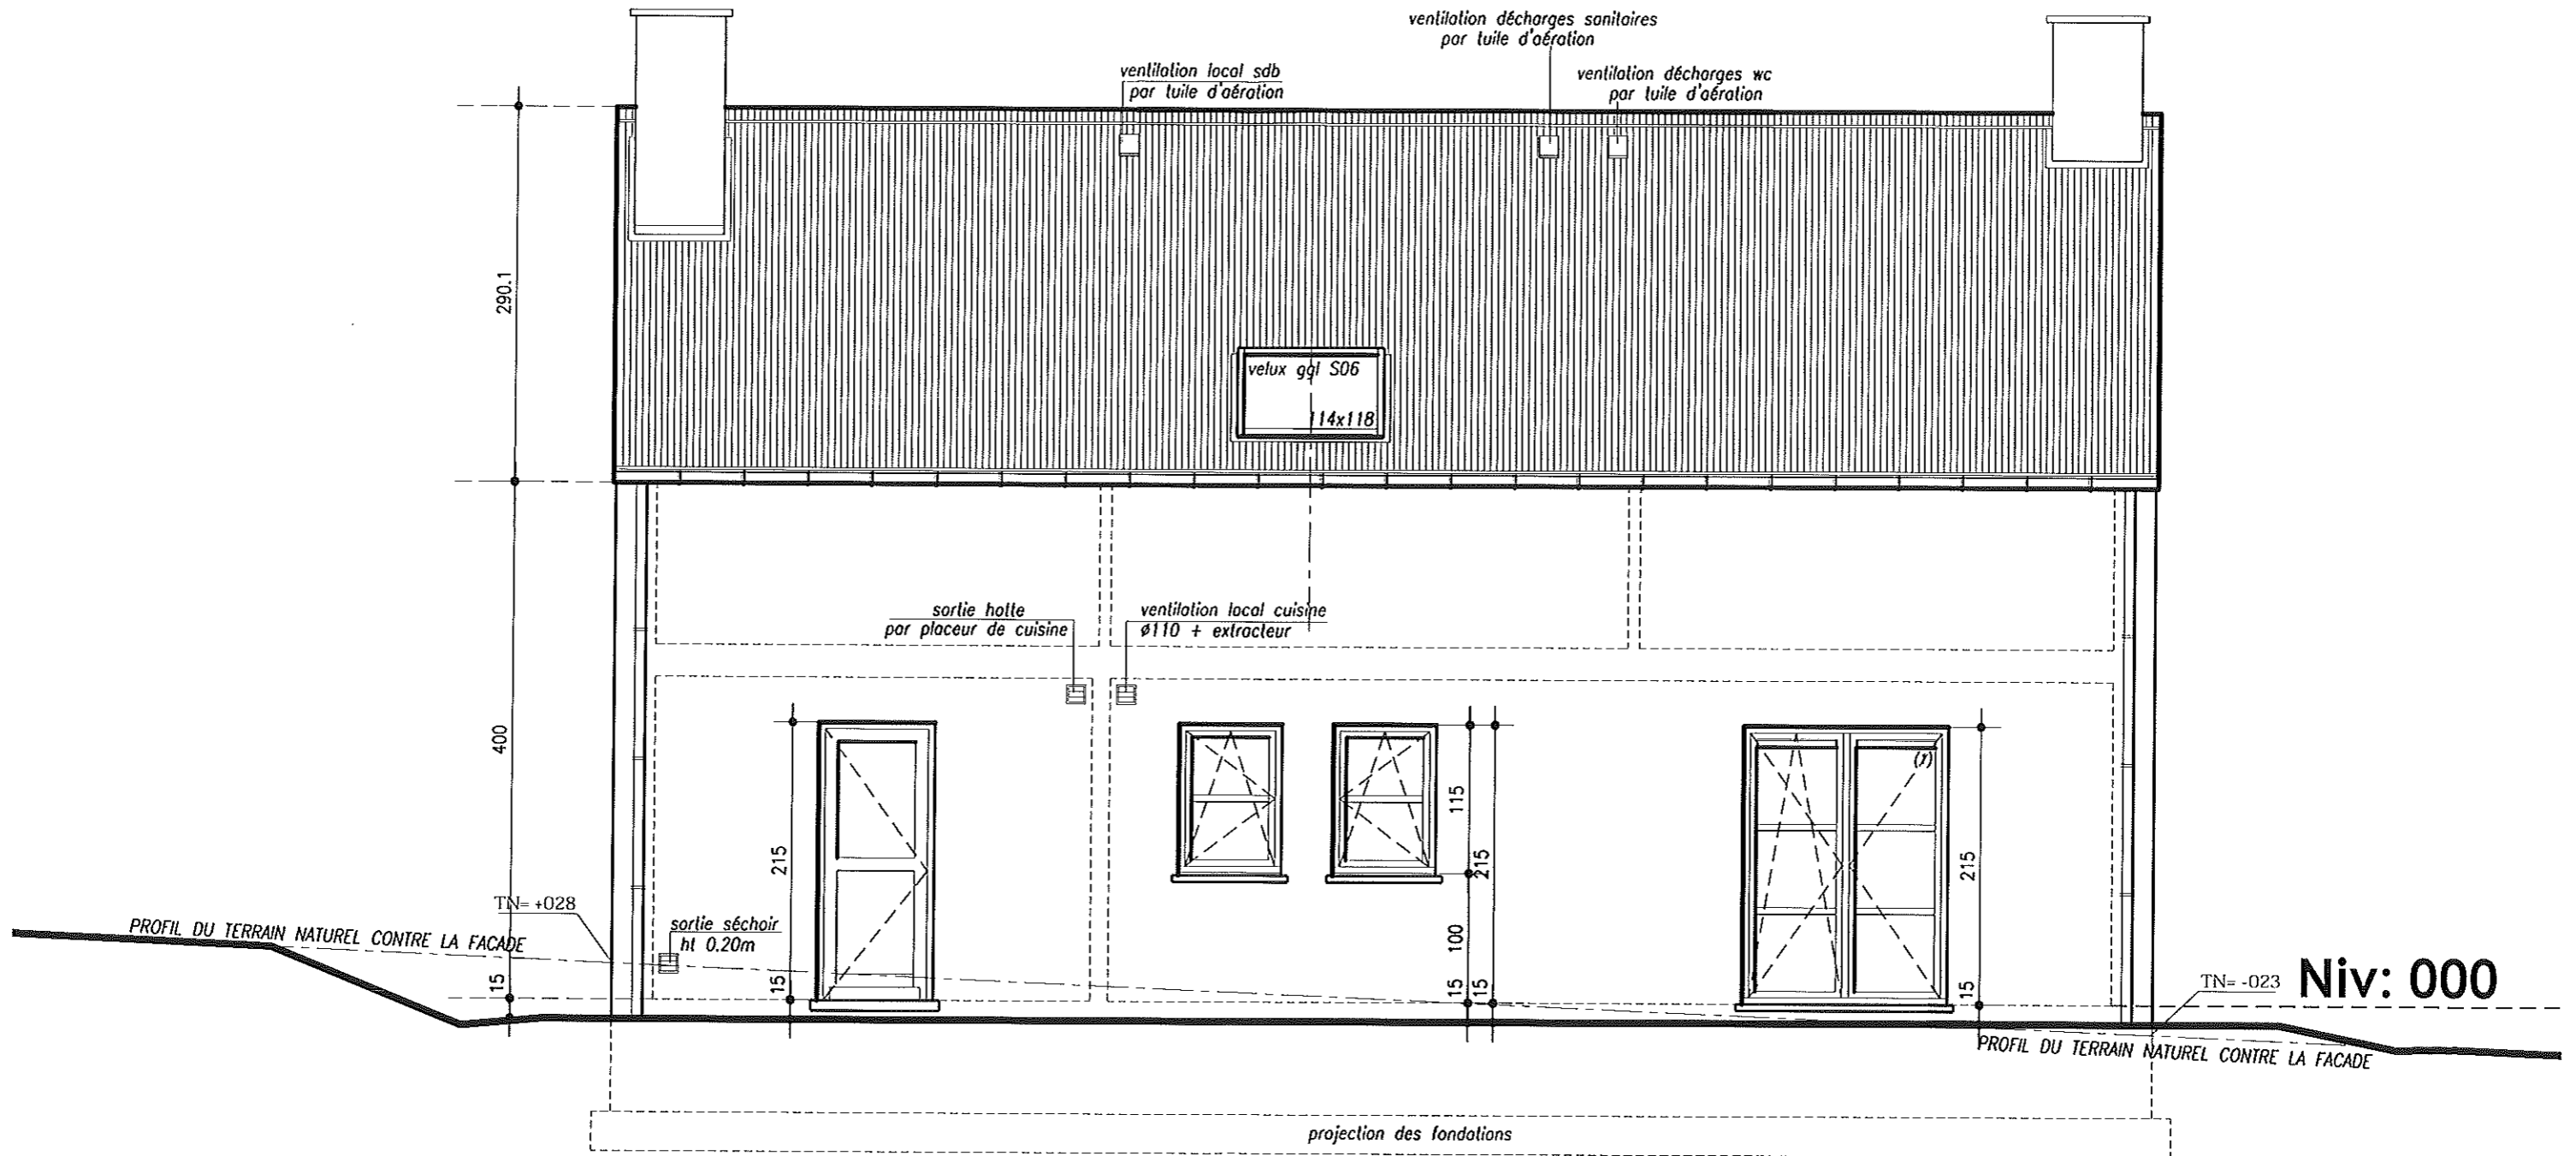 ventilation décharges sanitaires
par tuile d'aération
ventilation local sdb
par tuile d'aération
ventilation décharges wc
par tuile d'aération
290.1
velux ggl S06
114x118
400
sortie hotte
par placeur de cuisine
ventilation local cuisine
ø110 + extracteur
215
115
215
215
100
TN= +028
PROFIL DU TERRAIN NATUREL CONTRE LA FACADE
sortie séchoir
ht 0.20m
(1)
15
15
15
15
15
TN= -023
Niv: 000
PROFIL DU TERRAIN NATUREL CONTRE LA FACADE
projection des fondations